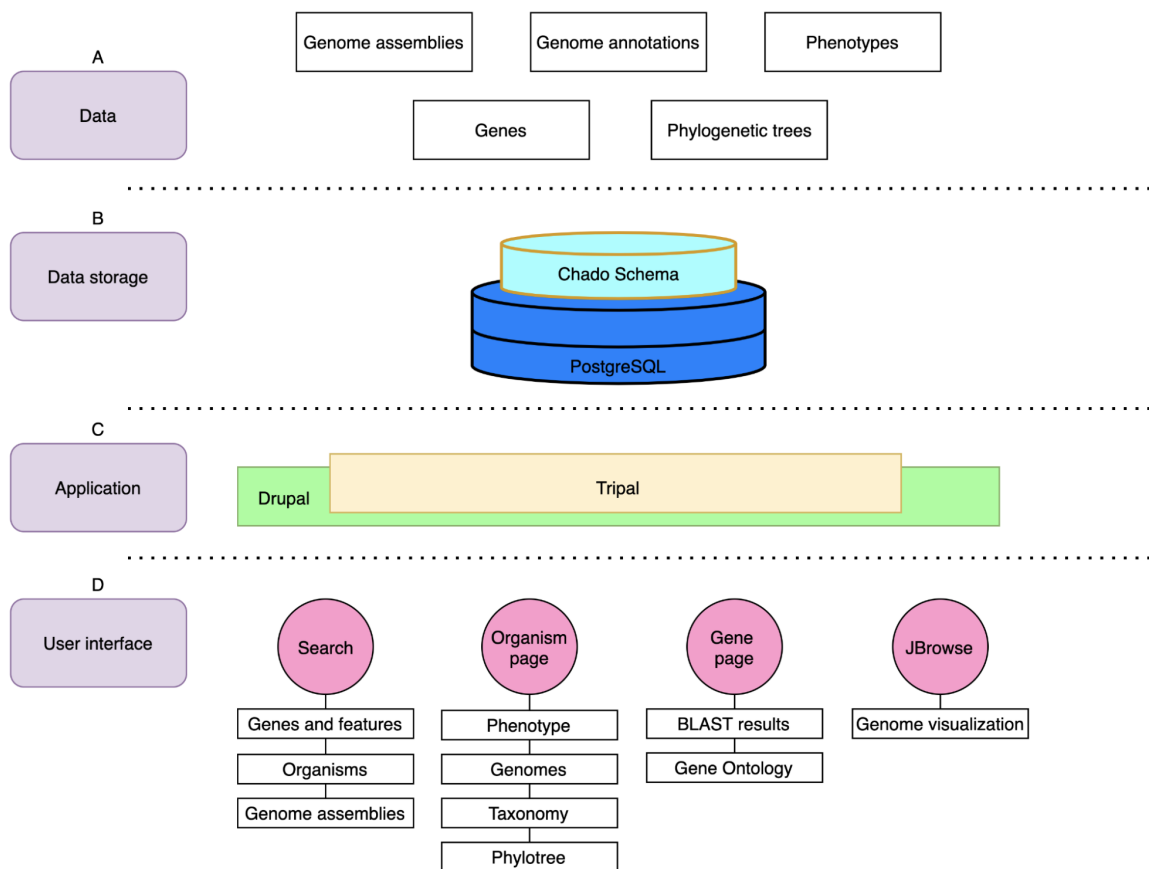 A
Data
Genome assemblies
Genome annotations
Phenotypes
Genes
Phylogenetic trees
B
Data storage
Chado Schema
PostgreSQL
C
Application
Drupal
Tripal
D
User interface
Search
Genes and features
Organisms
Genome assemblies
Organism
page
Phenotype
Genomes
Taxonomy
Phylotree
Gene
page
BLAST results
Gene Ontology
JBrowse
Genome visualization